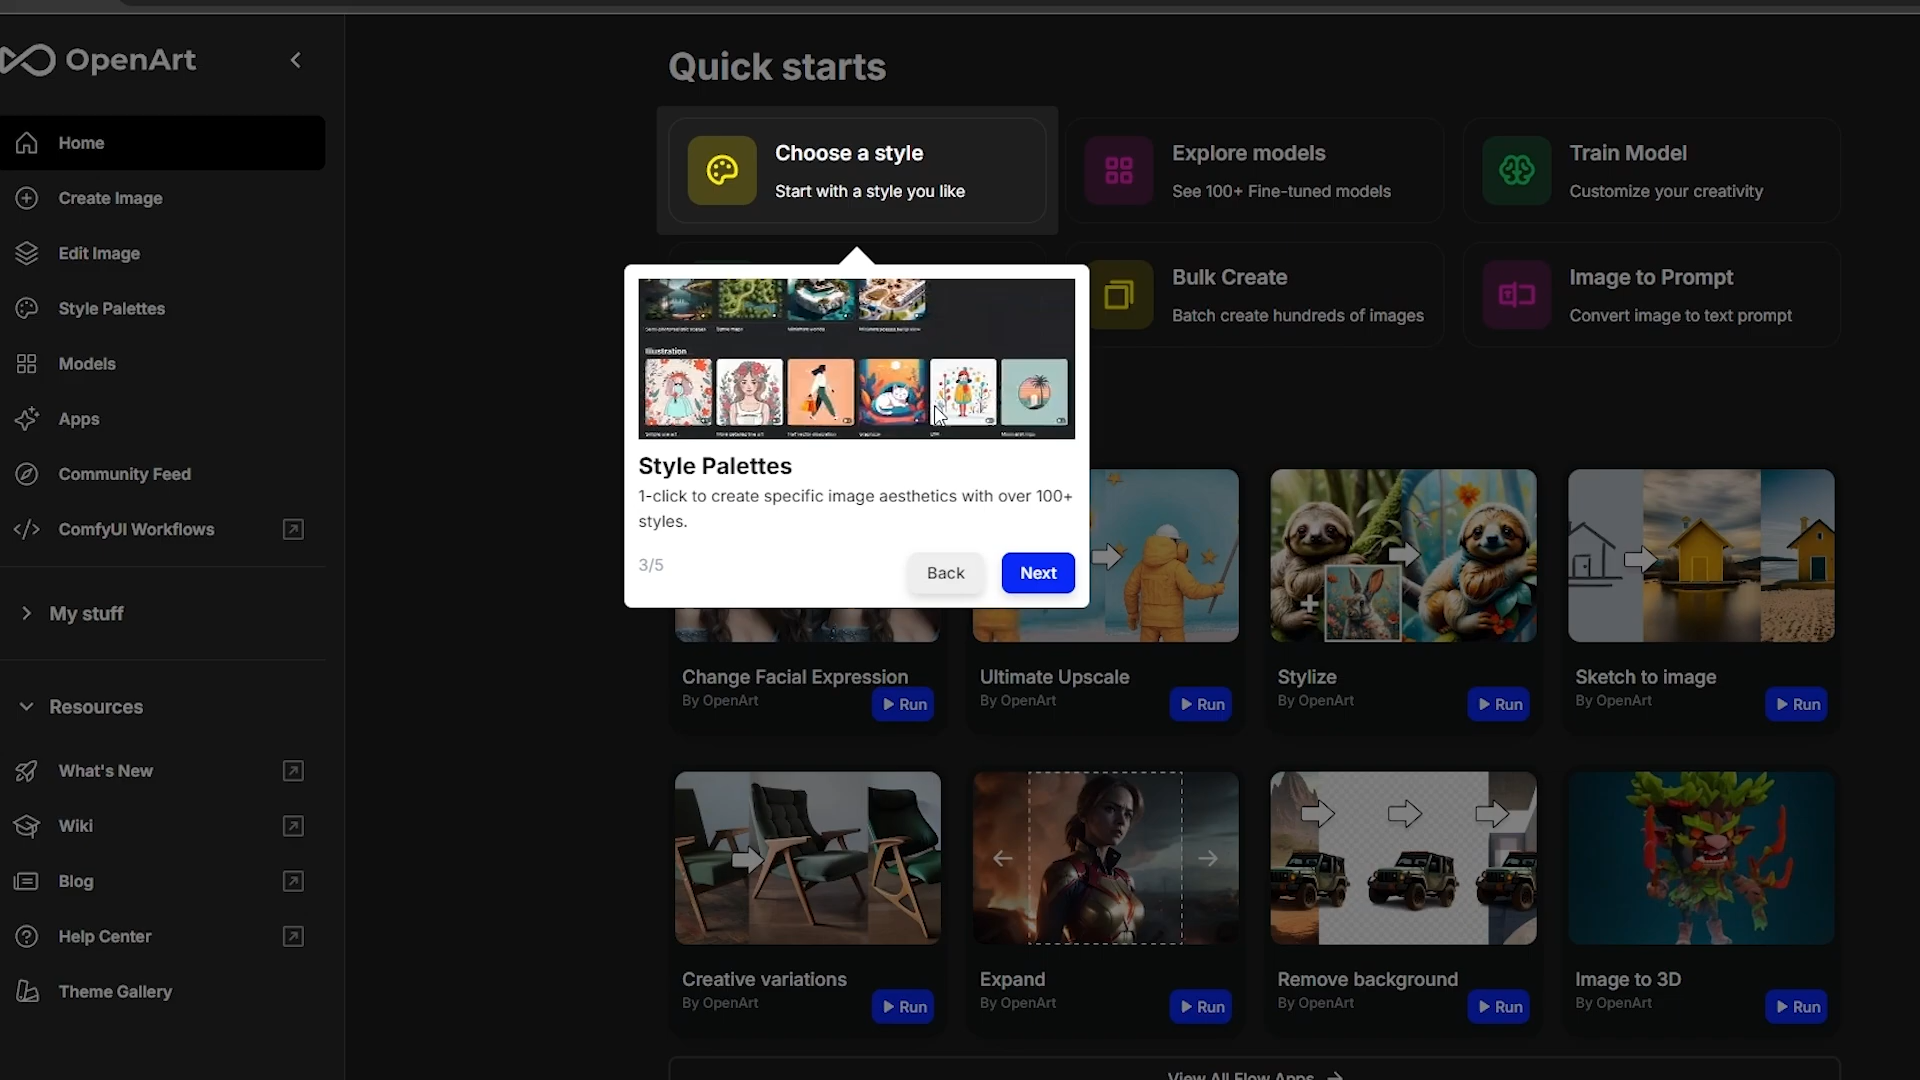 OpenArt
Home
Create Image
Edit Image
Style Palettes
Models
Apps
Community Feed
ComfyUI Workflows
My stuff
Resources
What's New
Wiki
Blog
Help Center
Theme Gallery
Quick starts
Choose a style
Start with a style you like
Explore models
See 100+ Fine-tuned models
Train Model
Customize your creativity
Bulk Create
Batch create hundreds of images
Image to Prompt
Convert image to text prompt
Illustration
Style Palettes
1-click to create specific image aesthetics with over 100+
styles.
3/5
Back
Next
Change Facial Expression
By OpenArt
Run
Ultimate Upscale
By OpenArt
Run
Stylize
By OpenArt
Run
Sketch to image
By OpenArt
Run
Creative variations
By OpenArt
Run
Expand
By OpenArt
Run
Remove background
By OpenArt
Run
Image to 3D
By OpenArt
Run
View All Flow Apps